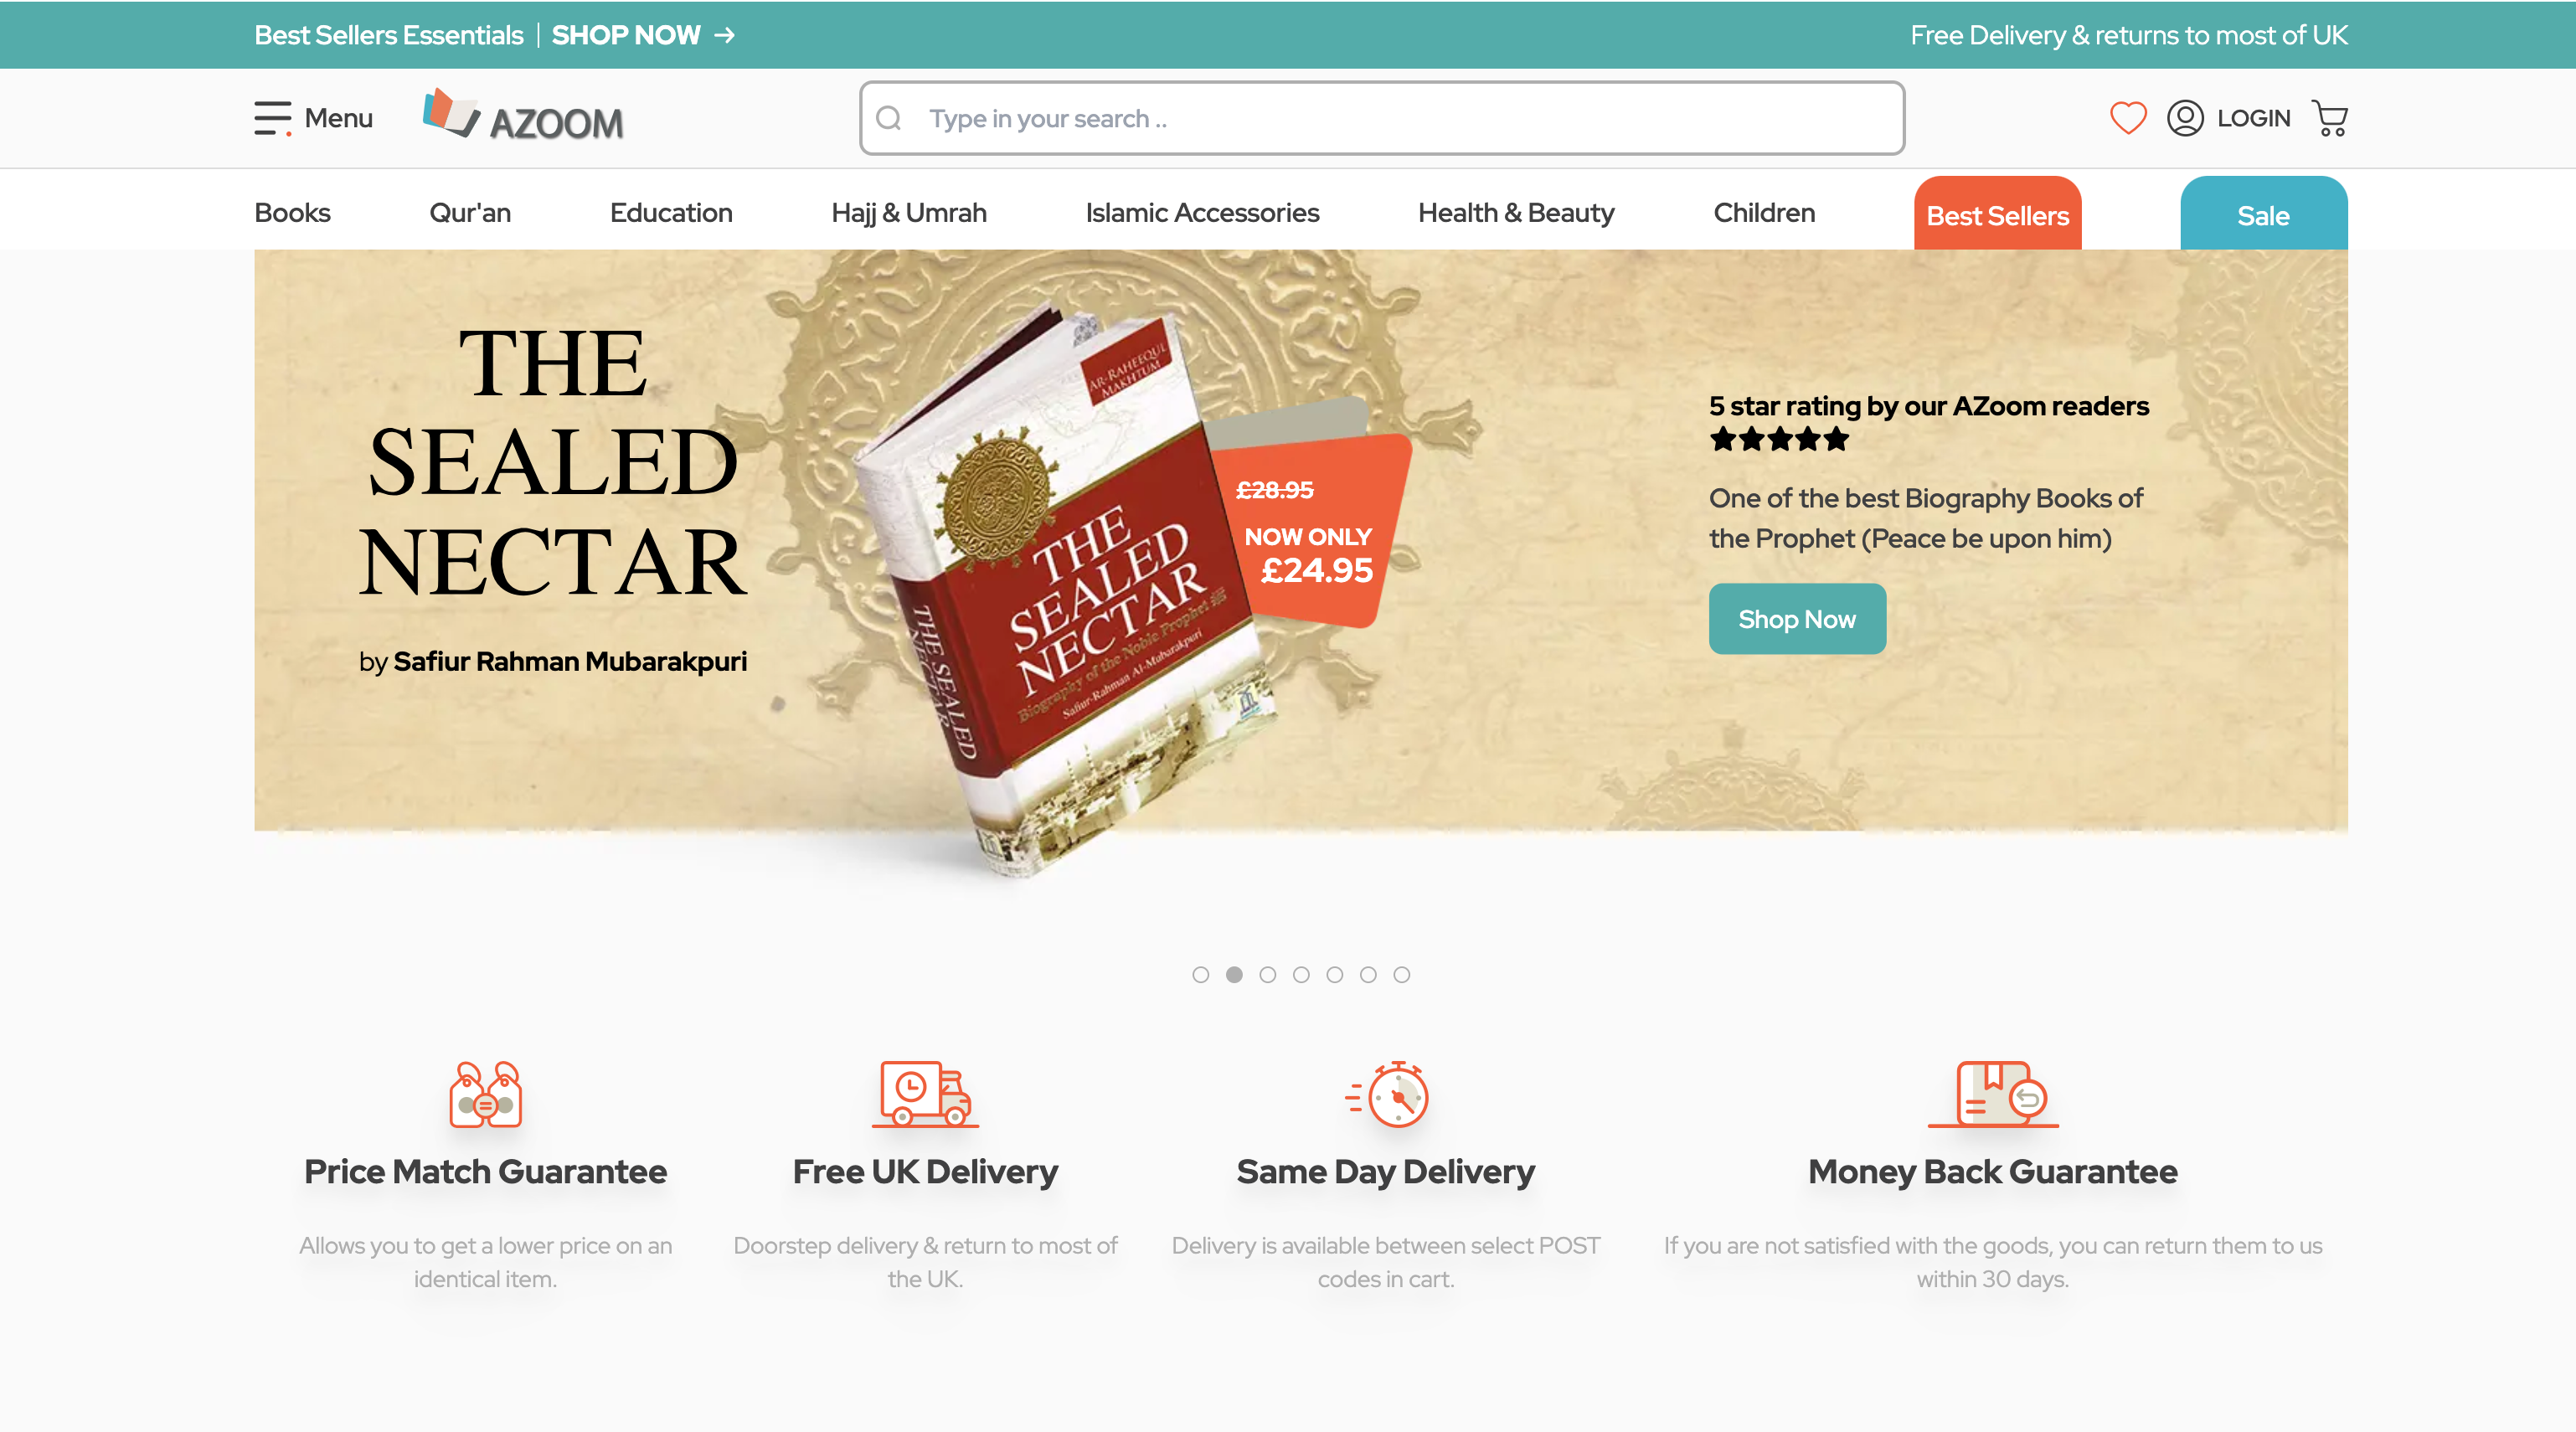 Best Sellers Essentials | SHOP NOW →
Free Delivery & returns to most of UK
Menu
AZOOM
Type in your search ..
LOGIN
Books
Qur'an
Education
Hajj & Umrah
Islamic Accessories
Health & Beauty
Children
Best Sellers
Sale
THE
SEALED
NECTAR
by Safiur Rahman Mubarakpuri
AR-RAHEEQUL
MAKHTUM
THE
SEALED
NECTAR
Biography of the Noble Prophet ﷺ
Safiur-Rahman Al-Mubarakpuri
THE SEALED
NECTAR
£28.95
NOW ONLY
£24.95
5 star rating by our AZoom readers
★★★★★
One of the best Biography Books of
the Prophet (Peace be upon him)
Shop Now
Price Match Guarantee
Allows you to get a lower price on an
identical item.
Free UK Delivery
Doorstep delivery & return to most of
the UK.
Same Day Delivery
Delivery is available between select POST
codes in cart.
Money Back Guarantee
If you are not satisfied with the goods, you can return them to us
within 30 days.